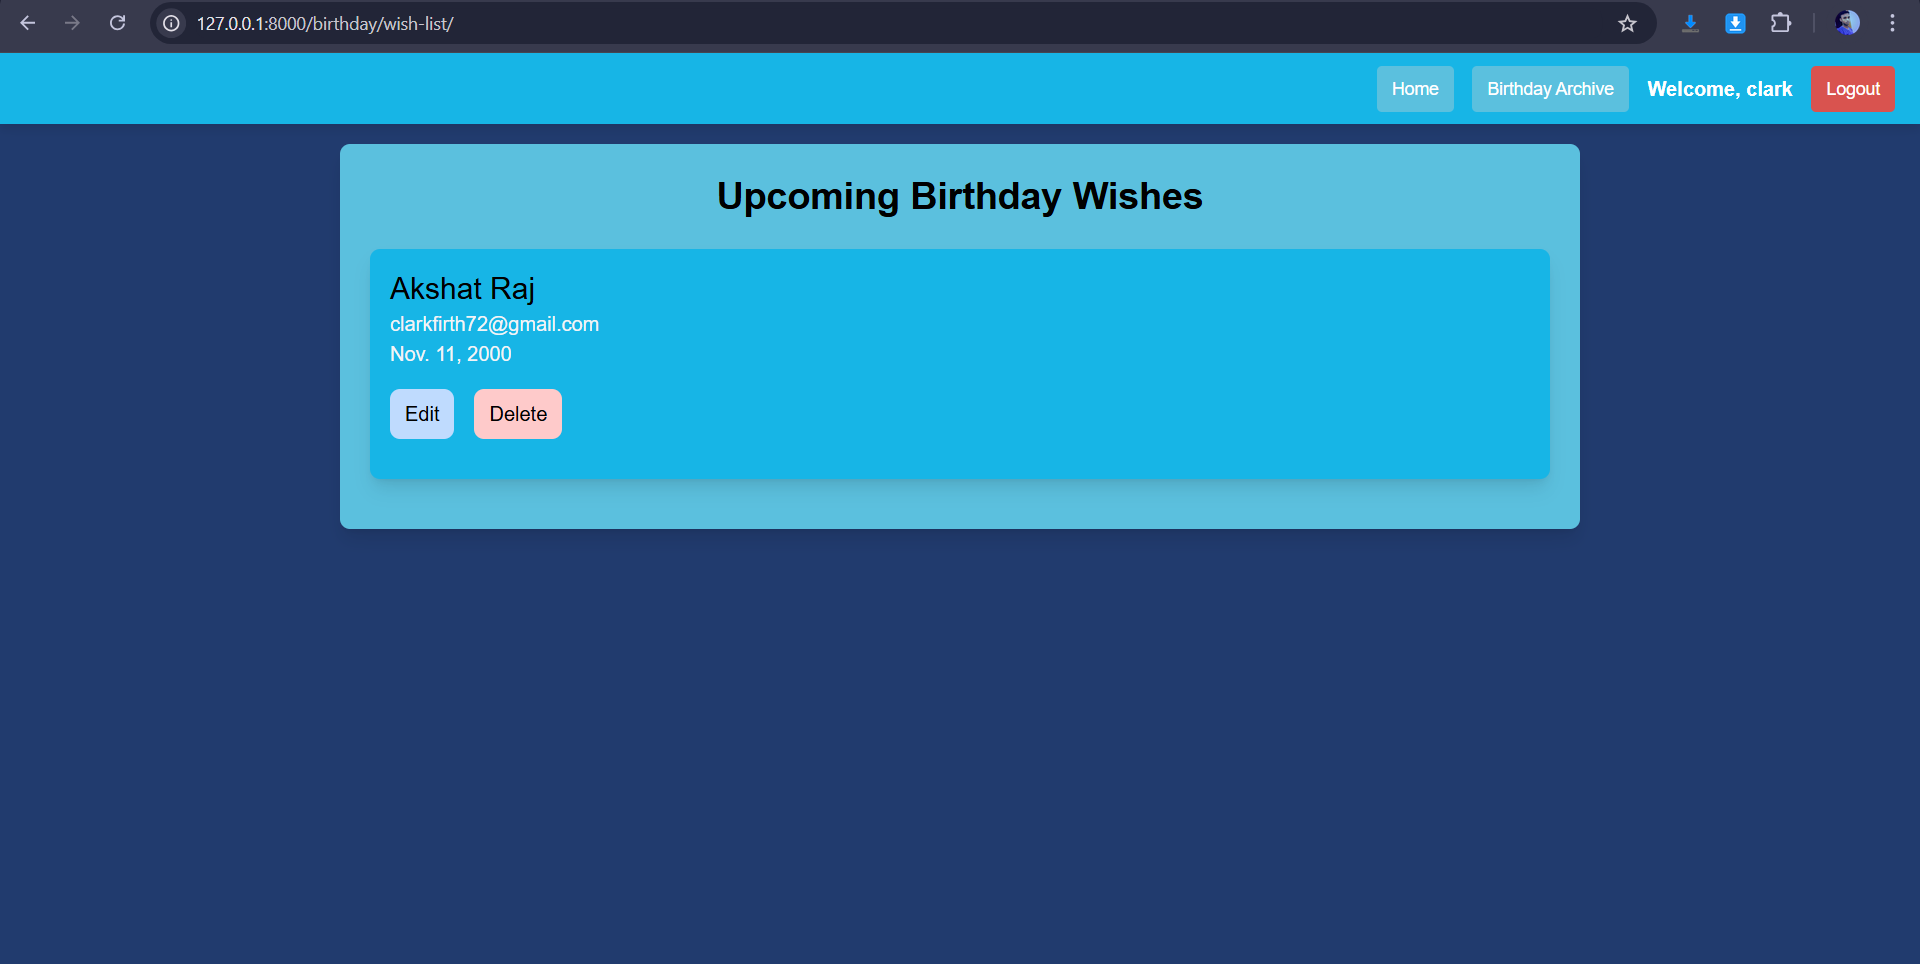 127.0.0.1:8000/birthday/wish-list/
Home Birthday Archive Welcome, clark Logout
Upcoming Birthday Wishes
Akshat Raj
clarkfirth72@gmail.com
Nov. 11, 2000
Edit Delete